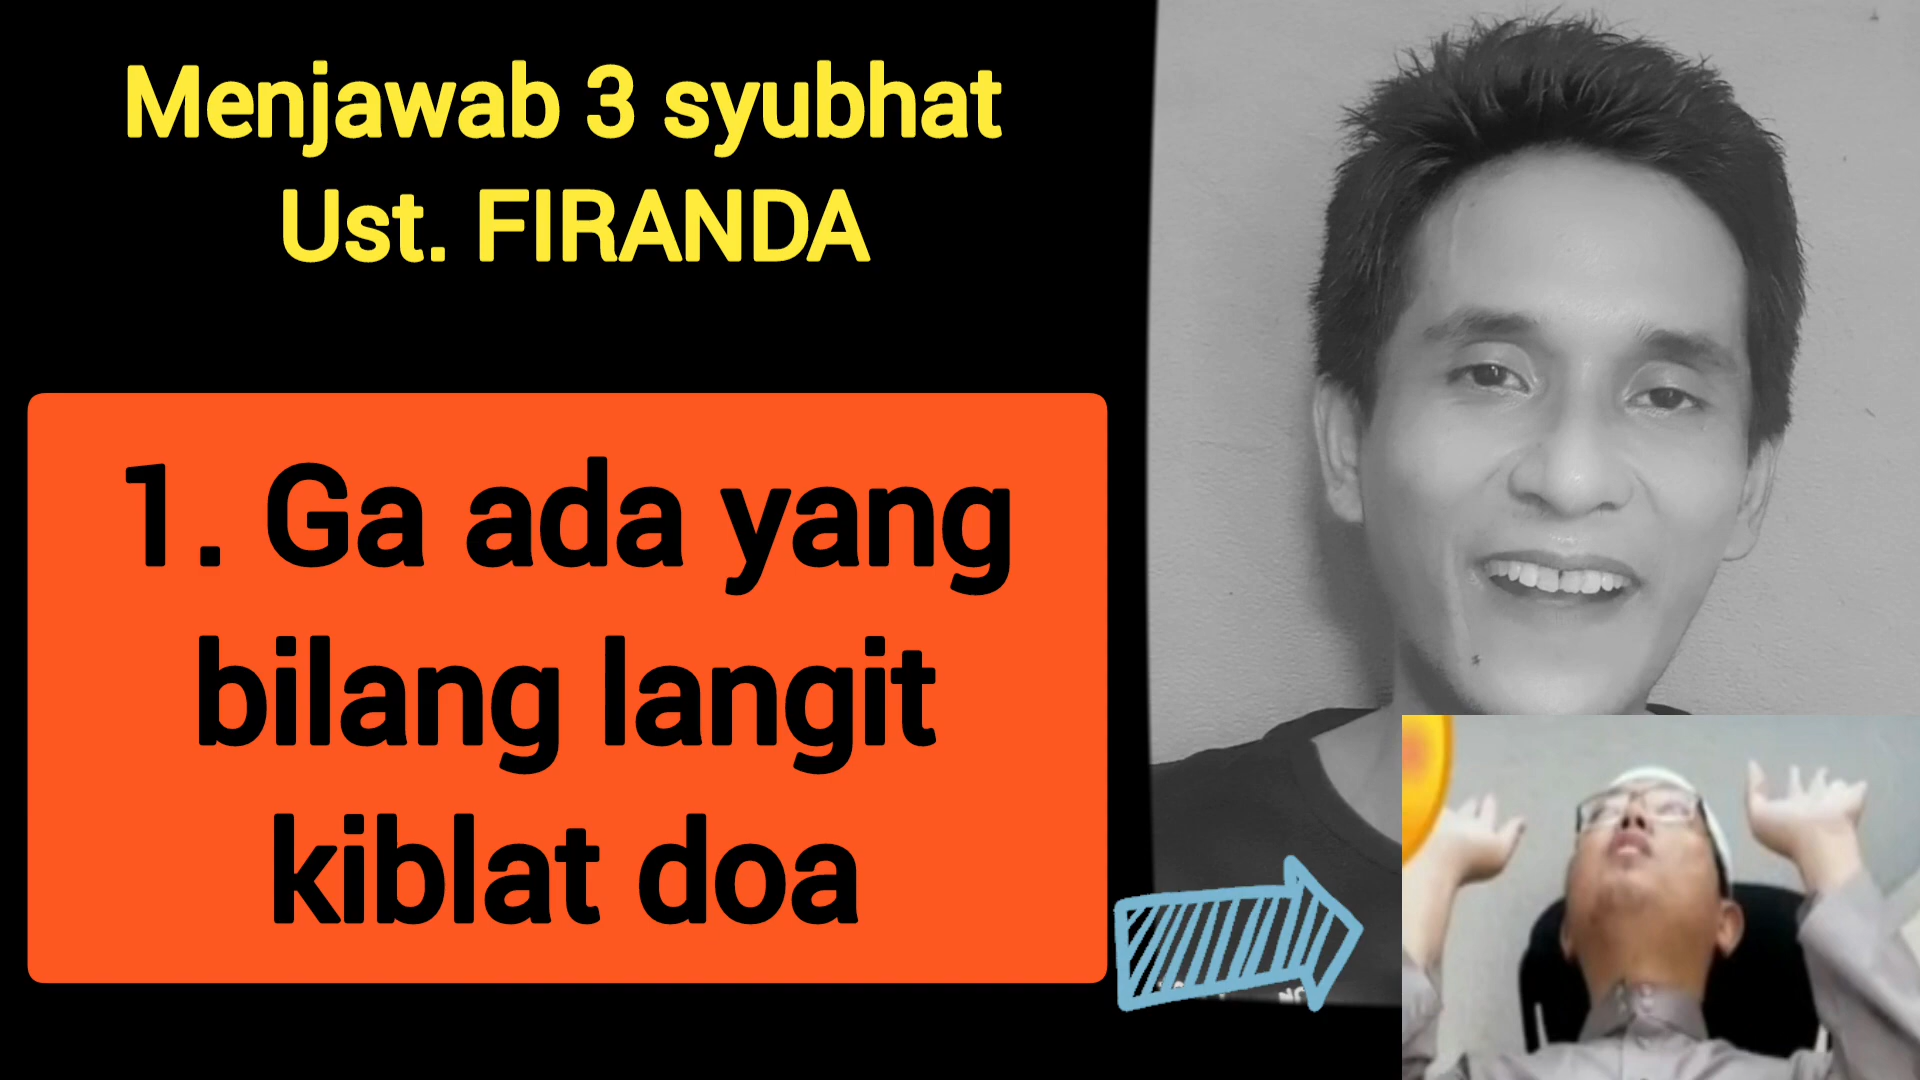 Menjawab 3 syubhat
Ust. FIRANDA
1. Ga ada yang
bilang langit
kiblat doa